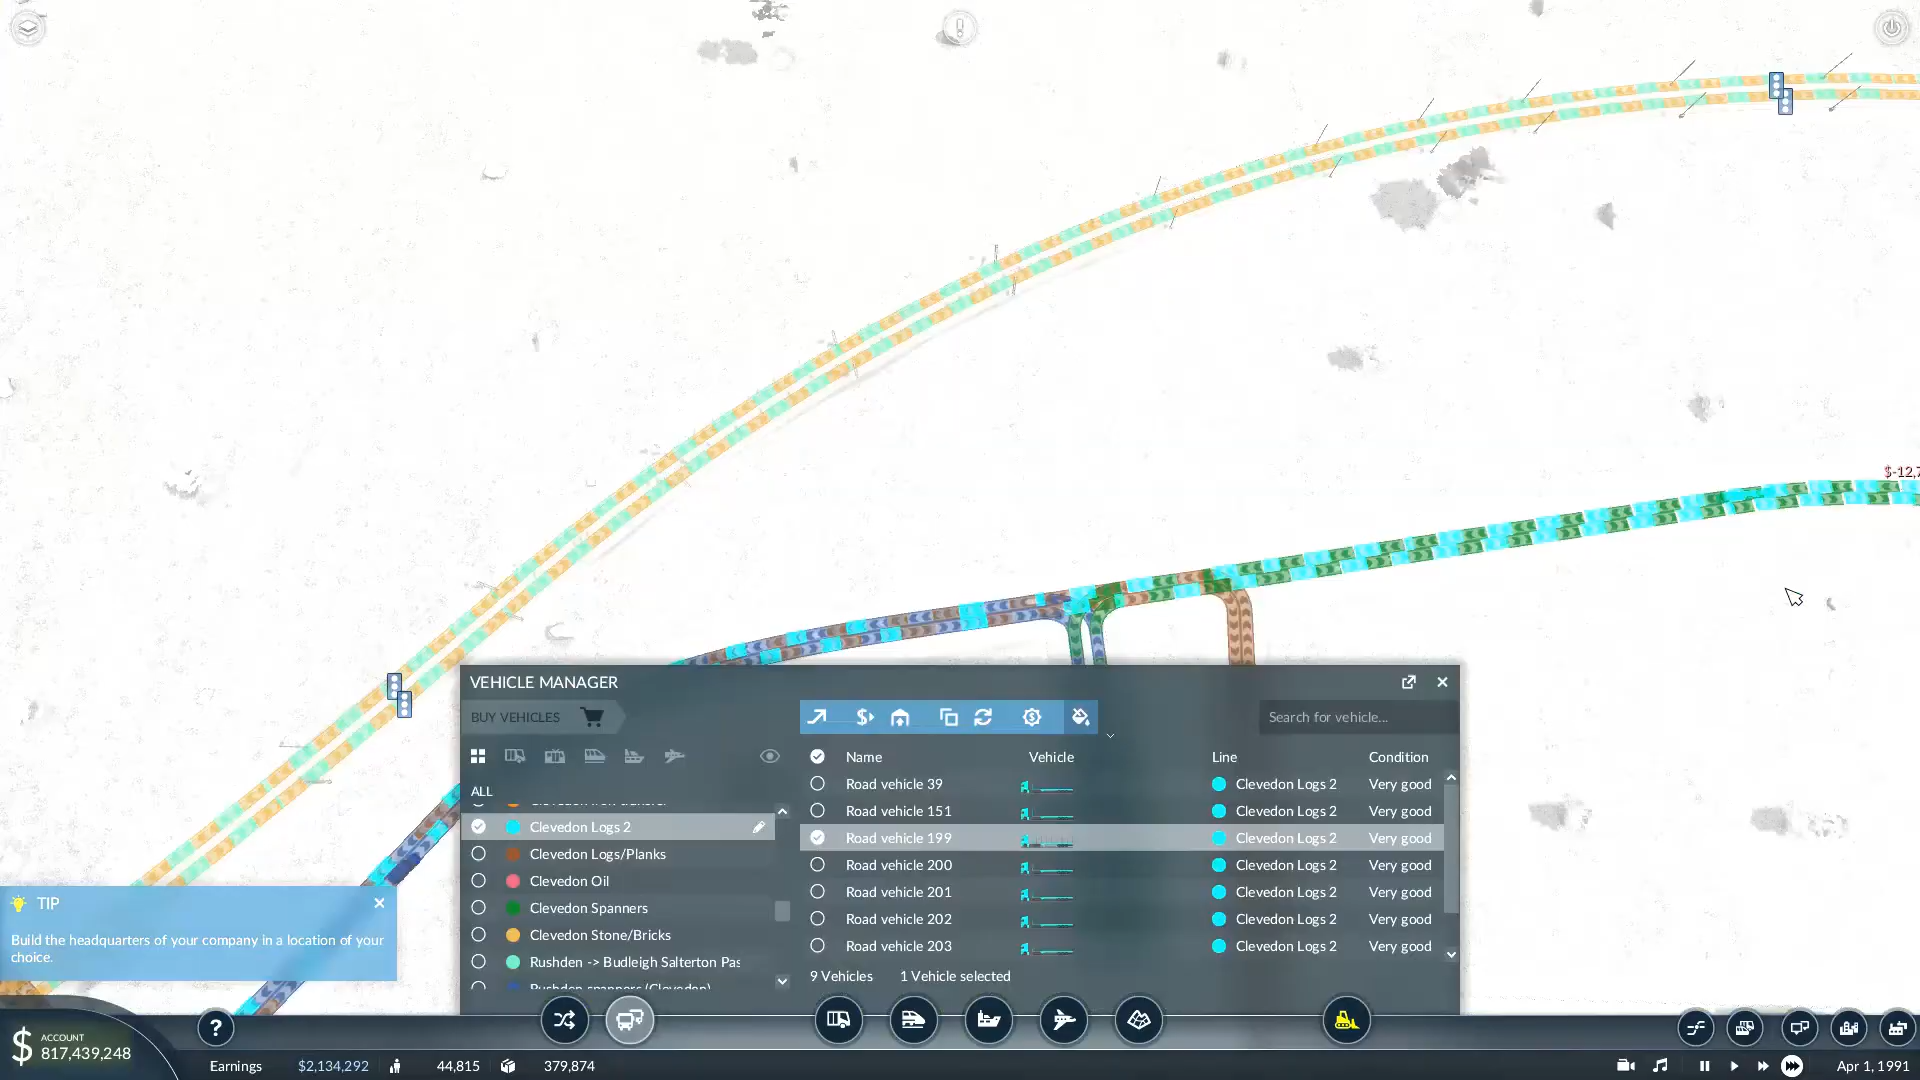 $-12,7
VEHICLE MANAGER
BUY VEHICLES
Search for vehicle...
Name Vehicle Line Condition
ALL
Clevedon Logs 2
Clevedon Logs/Planks
Clevedon Oil
Clevedon Spanners
Clevedon Stone/Bricks
Rushden -> Budleigh Salterton Pas
Rushden spanners (Clevedon)
Road vehicle 39 Clevedon Logs 2 Very good
Road vehicle 151 Clevedon Logs 2 Very good
Road vehicle 199 Clevedon Logs 2 Very good
Road vehicle 200 Clevedon Logs 2 Very good
Road vehicle 201 Clevedon Logs 2 Very good
Road vehicle 202 Clevedon Logs 2 Very good
Road vehicle 203 Clevedon Logs 2 Very good
9 Vehicles 1 Vehicle selected
TIP
Build the headquarters of your company in a location of your
choice.
?
$ ACCOUNT
817,439,248
Earnings $2,134,292 44,815 379,874
Apr 1, 1991